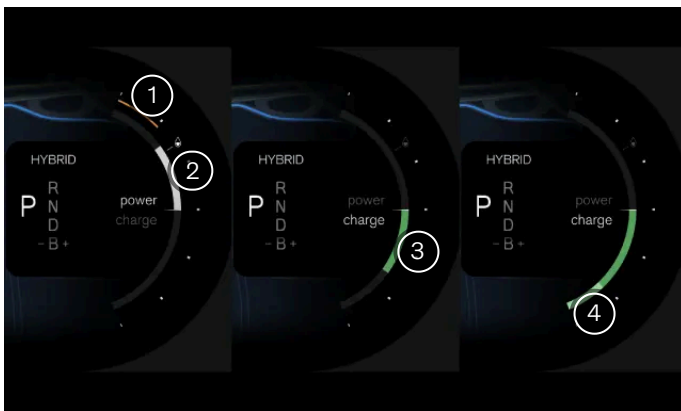 1
2
HYBRID
P
R
N
D
- B +
power
charge
HYBRID
P
R
N
D
- B +
power
charge
3
HYBRID
P
R
N
D
- B +
power
charge
4